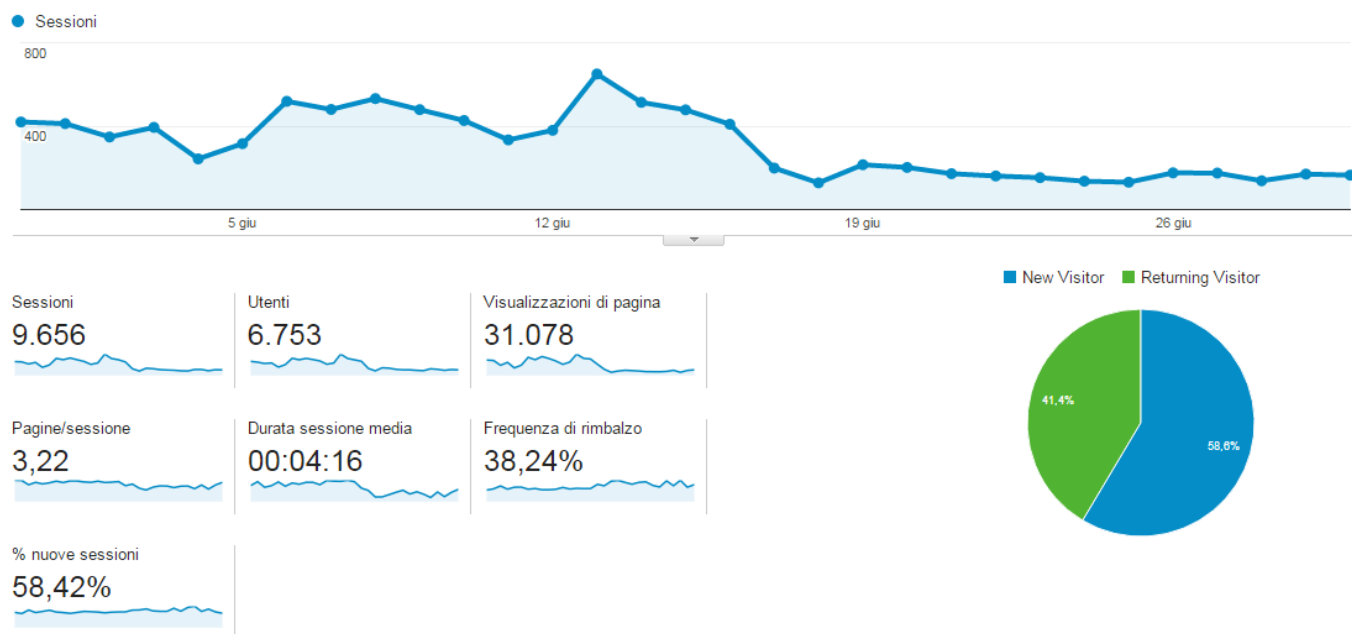 Sessioni
800
400
5 giu 12 giu 19 giu 26 giu
New Visitor Returning Visitor
Sessioni Utenti Visualizzazioni di pagina
9.656 6.753 31.078
41,4%
58,6%
Pagine/sessione Durata sessione media Frequenza di rimbalzo
3,22 00:04:16 38,24%
% nuove sessioni
58,42%